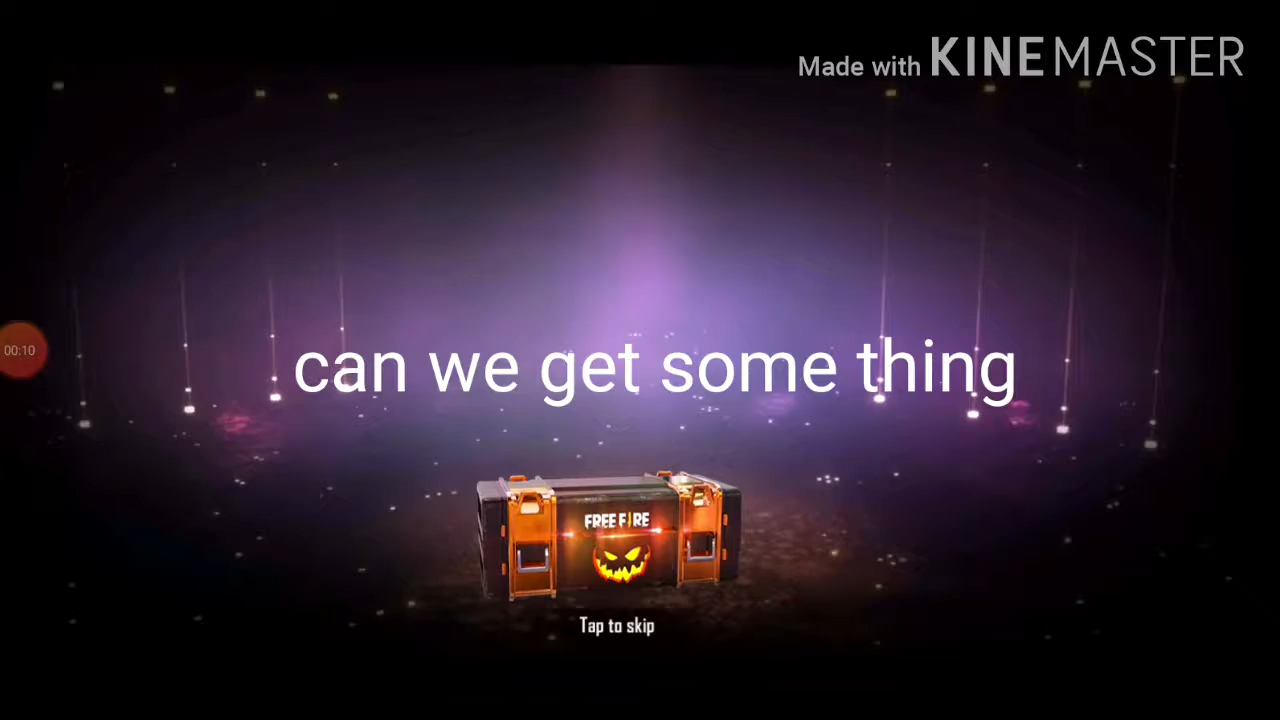 Made with KINEMASTER
00:10
can we get some thing
FREE FIRE
Tap to skip